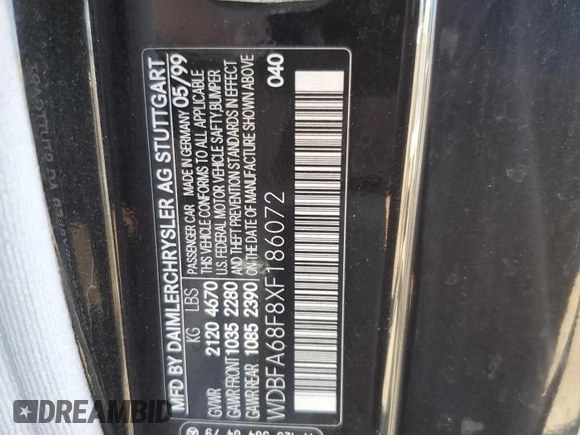 MFD BY DAIMLERCHRYSLER AG STUTTGART
KG LBS PASSENGER CAR MADE IN GERMANY 05/99
GVWR 2120 4670 THIS VEHICLE CONFORMS TO ALL APPLICABLE
U.S. FEDERAL MOTOR VEHICLE SAFETY, BUMPER
GAWR FRONT 1035 2280 AND THEFT PREVENTION STANDARDS IN EFFECT
GAWR REAR 1085 2390 ON THE DATE OF MANUFACTURE SHOWN ABOVE
WDBFA68F8XF186072 040
DREAMBID